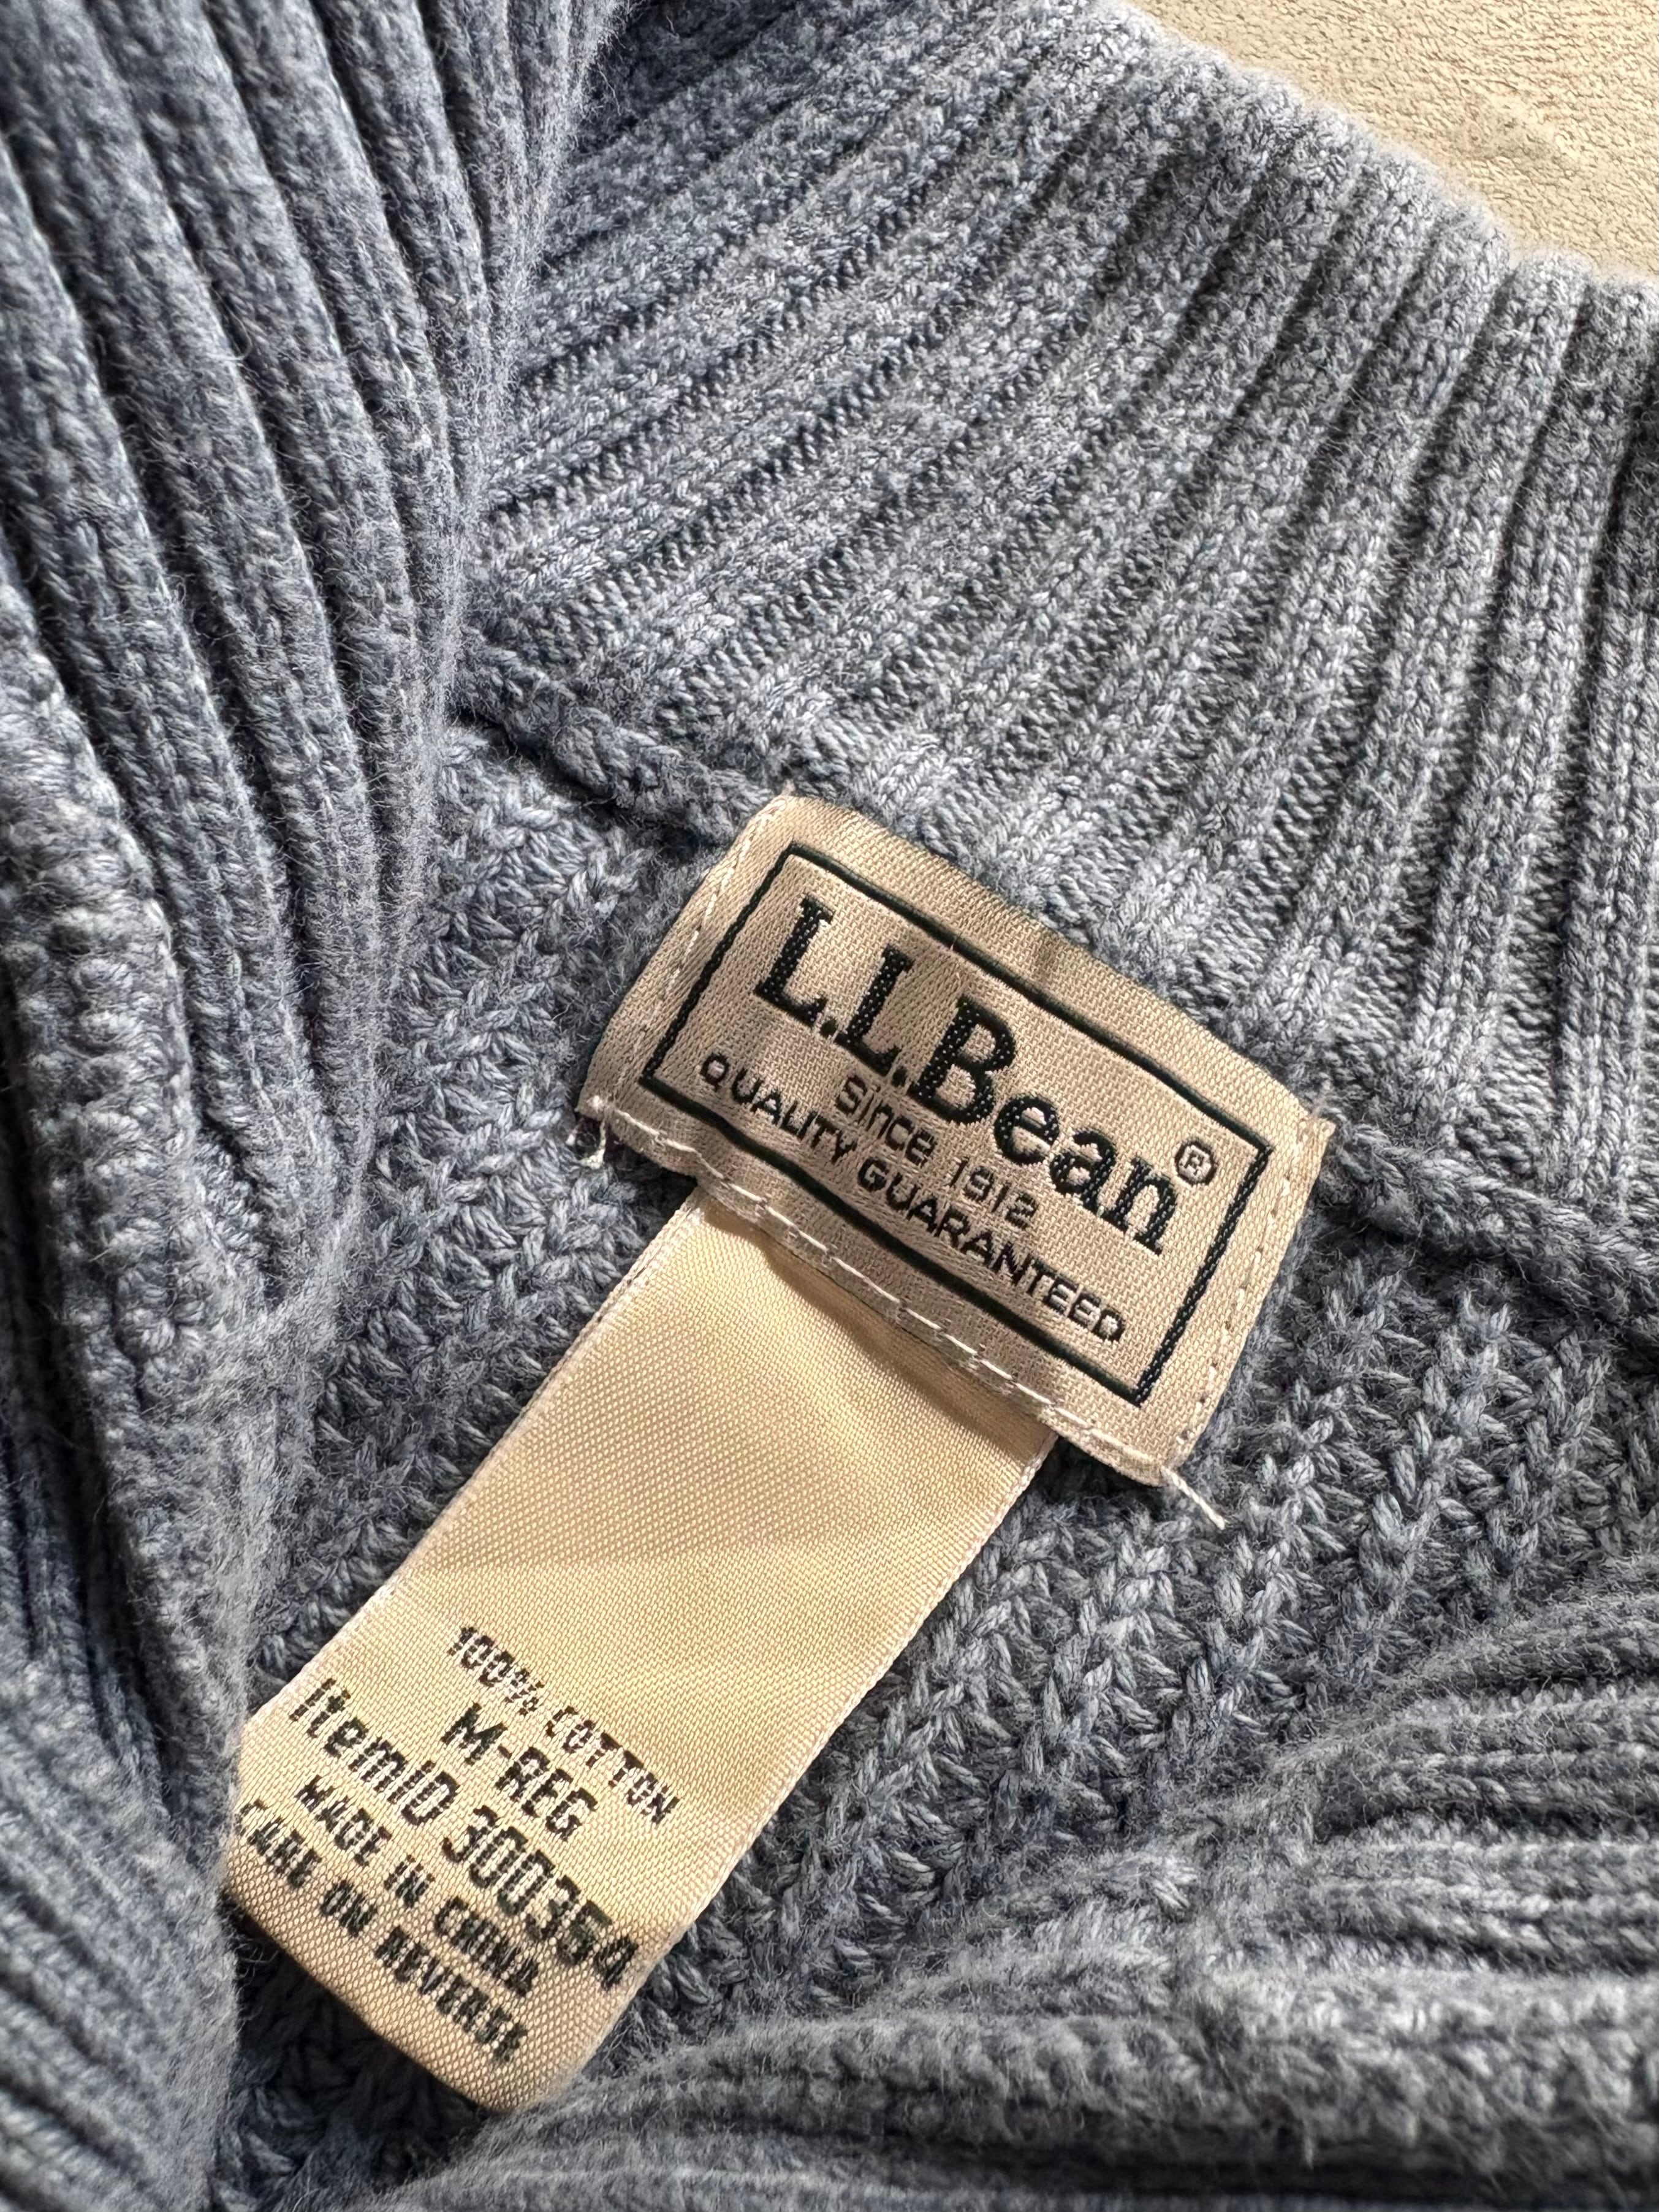 L.L.Bean®
Since 1912
QUALITY GUARANTEED
100% COTTON
M-REG
ItemID 300354
MADE IN CHINA
CARE ON REVERSE